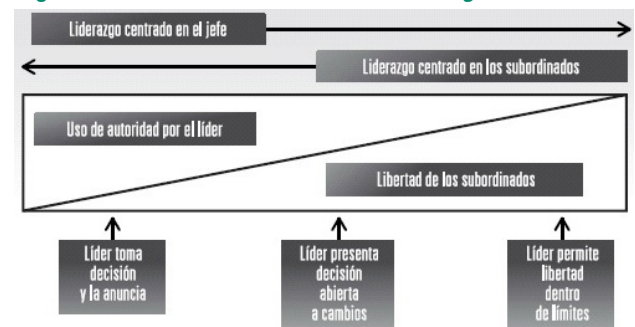 Liderazgo centrado en el jefe
Liderazgo centrado en los subordinados
Uso de autoridad por el líder
Libertad de los subordinados
Líder toma
decisión
y la anuncia
Líder presenta
decisión
abierta
a cambios
Líder permite
libertad
dentro
de límites